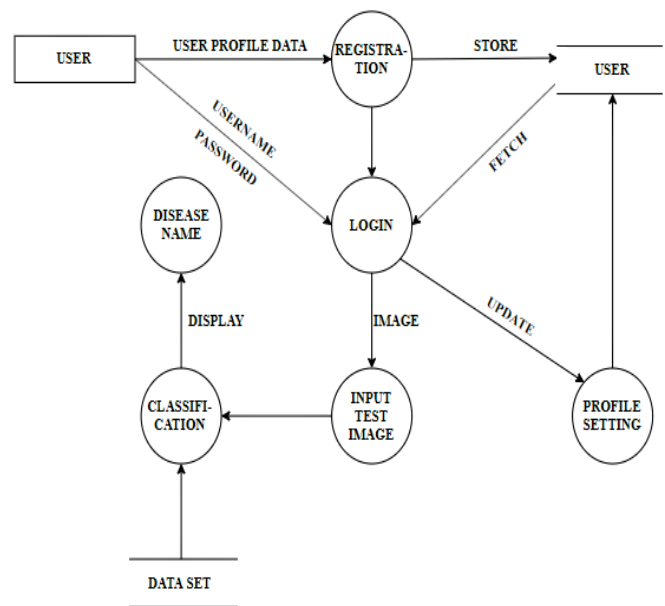 USER
USER PROFILE DATA
REGISTRA-
TION
STORE
USER
USERNAME
PASSWORD
FETCH
DISEASE
NAME
LOGIN
DISPLAY
IMAGE
UPDATE
CLASSIFI-
CATION
INPUT
TEST
IMAGE
PROFILE
SETTING
DATA SET